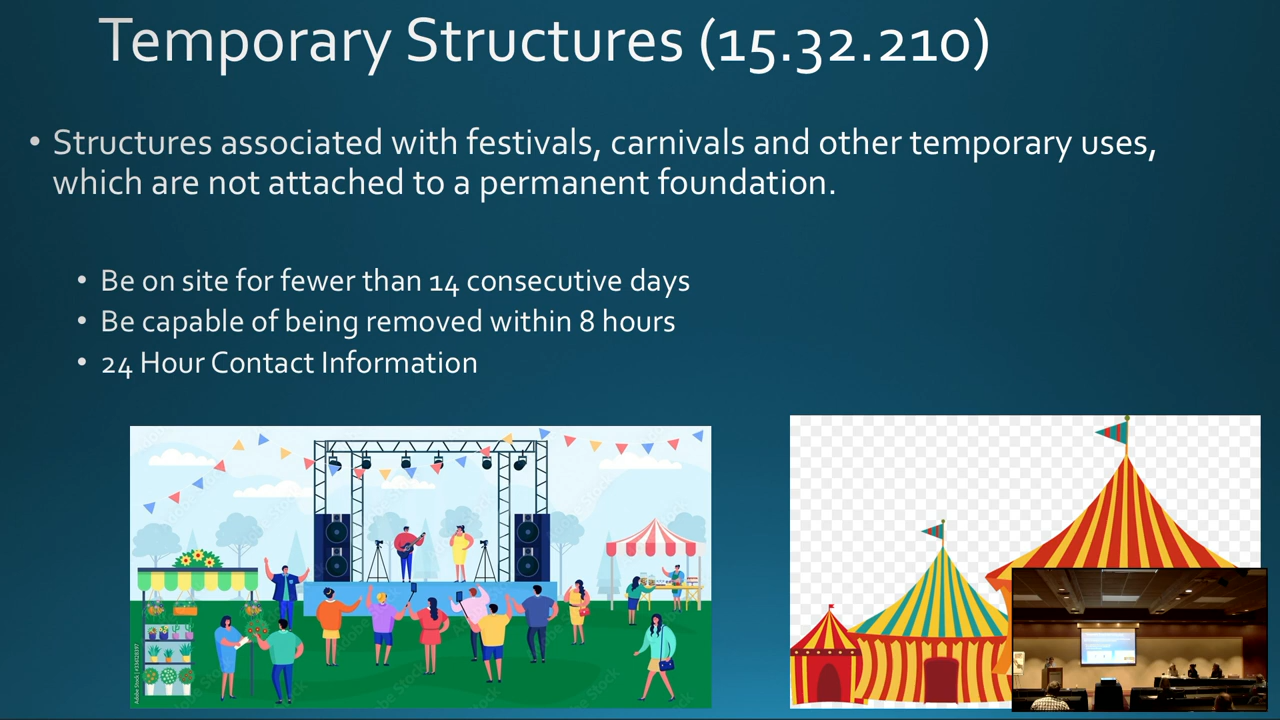 Temporary Structures (15.32.210)
• Structures associated with festivals, carnivals and other temporary uses,
which are not attached to a permanent foundation.
• Be on site for fewer than 14 consecutive days
• Be capable of being removed within 8 hours
• 24 Hour Contact Information